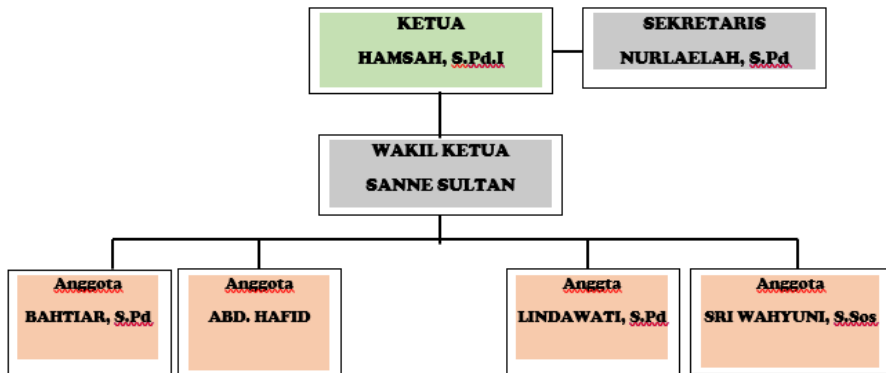 KETUA
HAMSAH, S.Pd.I
SEKRETARIS
NURLAELAH, S.Pd
WAKIL KETUA
SANNE SULTAN
Anggota
BAHTIAR, S.Pd
Anggota
ABD. HAFID
Anggta
LINDAWATI, S.Pd
Anggota
SRI WAHYUNI, S.Sos